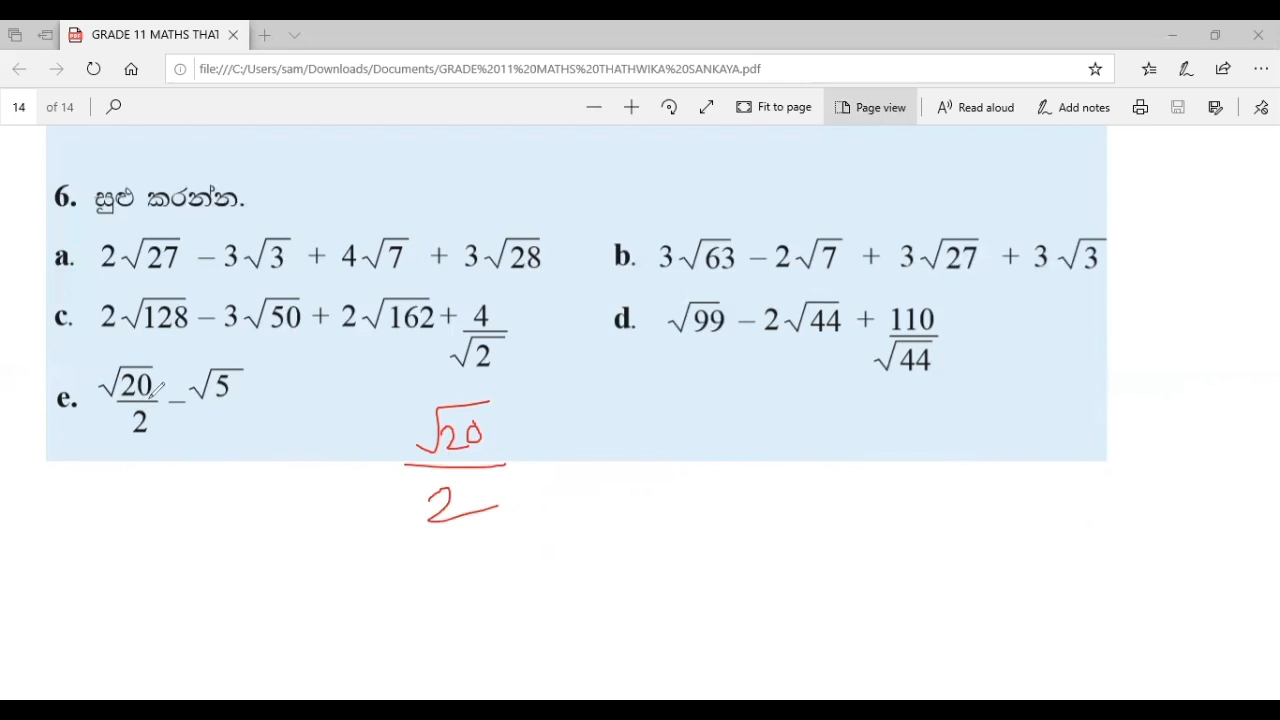 GRADE 11 MATHS THAT
file:///C:/Users/sam/Downloads/Documents/GRADE%2011%20MATHS%20THATHWIKA%20SANKAYA.pdf
14 of 14 Fit to page Page view Read aloud Add notes
6. සුළු කරන්න.
a. 2√27 − 3√3 + 4√7 + 3√28
b. 3√63 − 2√7 + 3√27 + 3√3
c. 2√128 − 3√50 + 2√162 + 4/√2
d. √99 − 2√44 + 110/√44
e. √20/2 − √5
√20
2